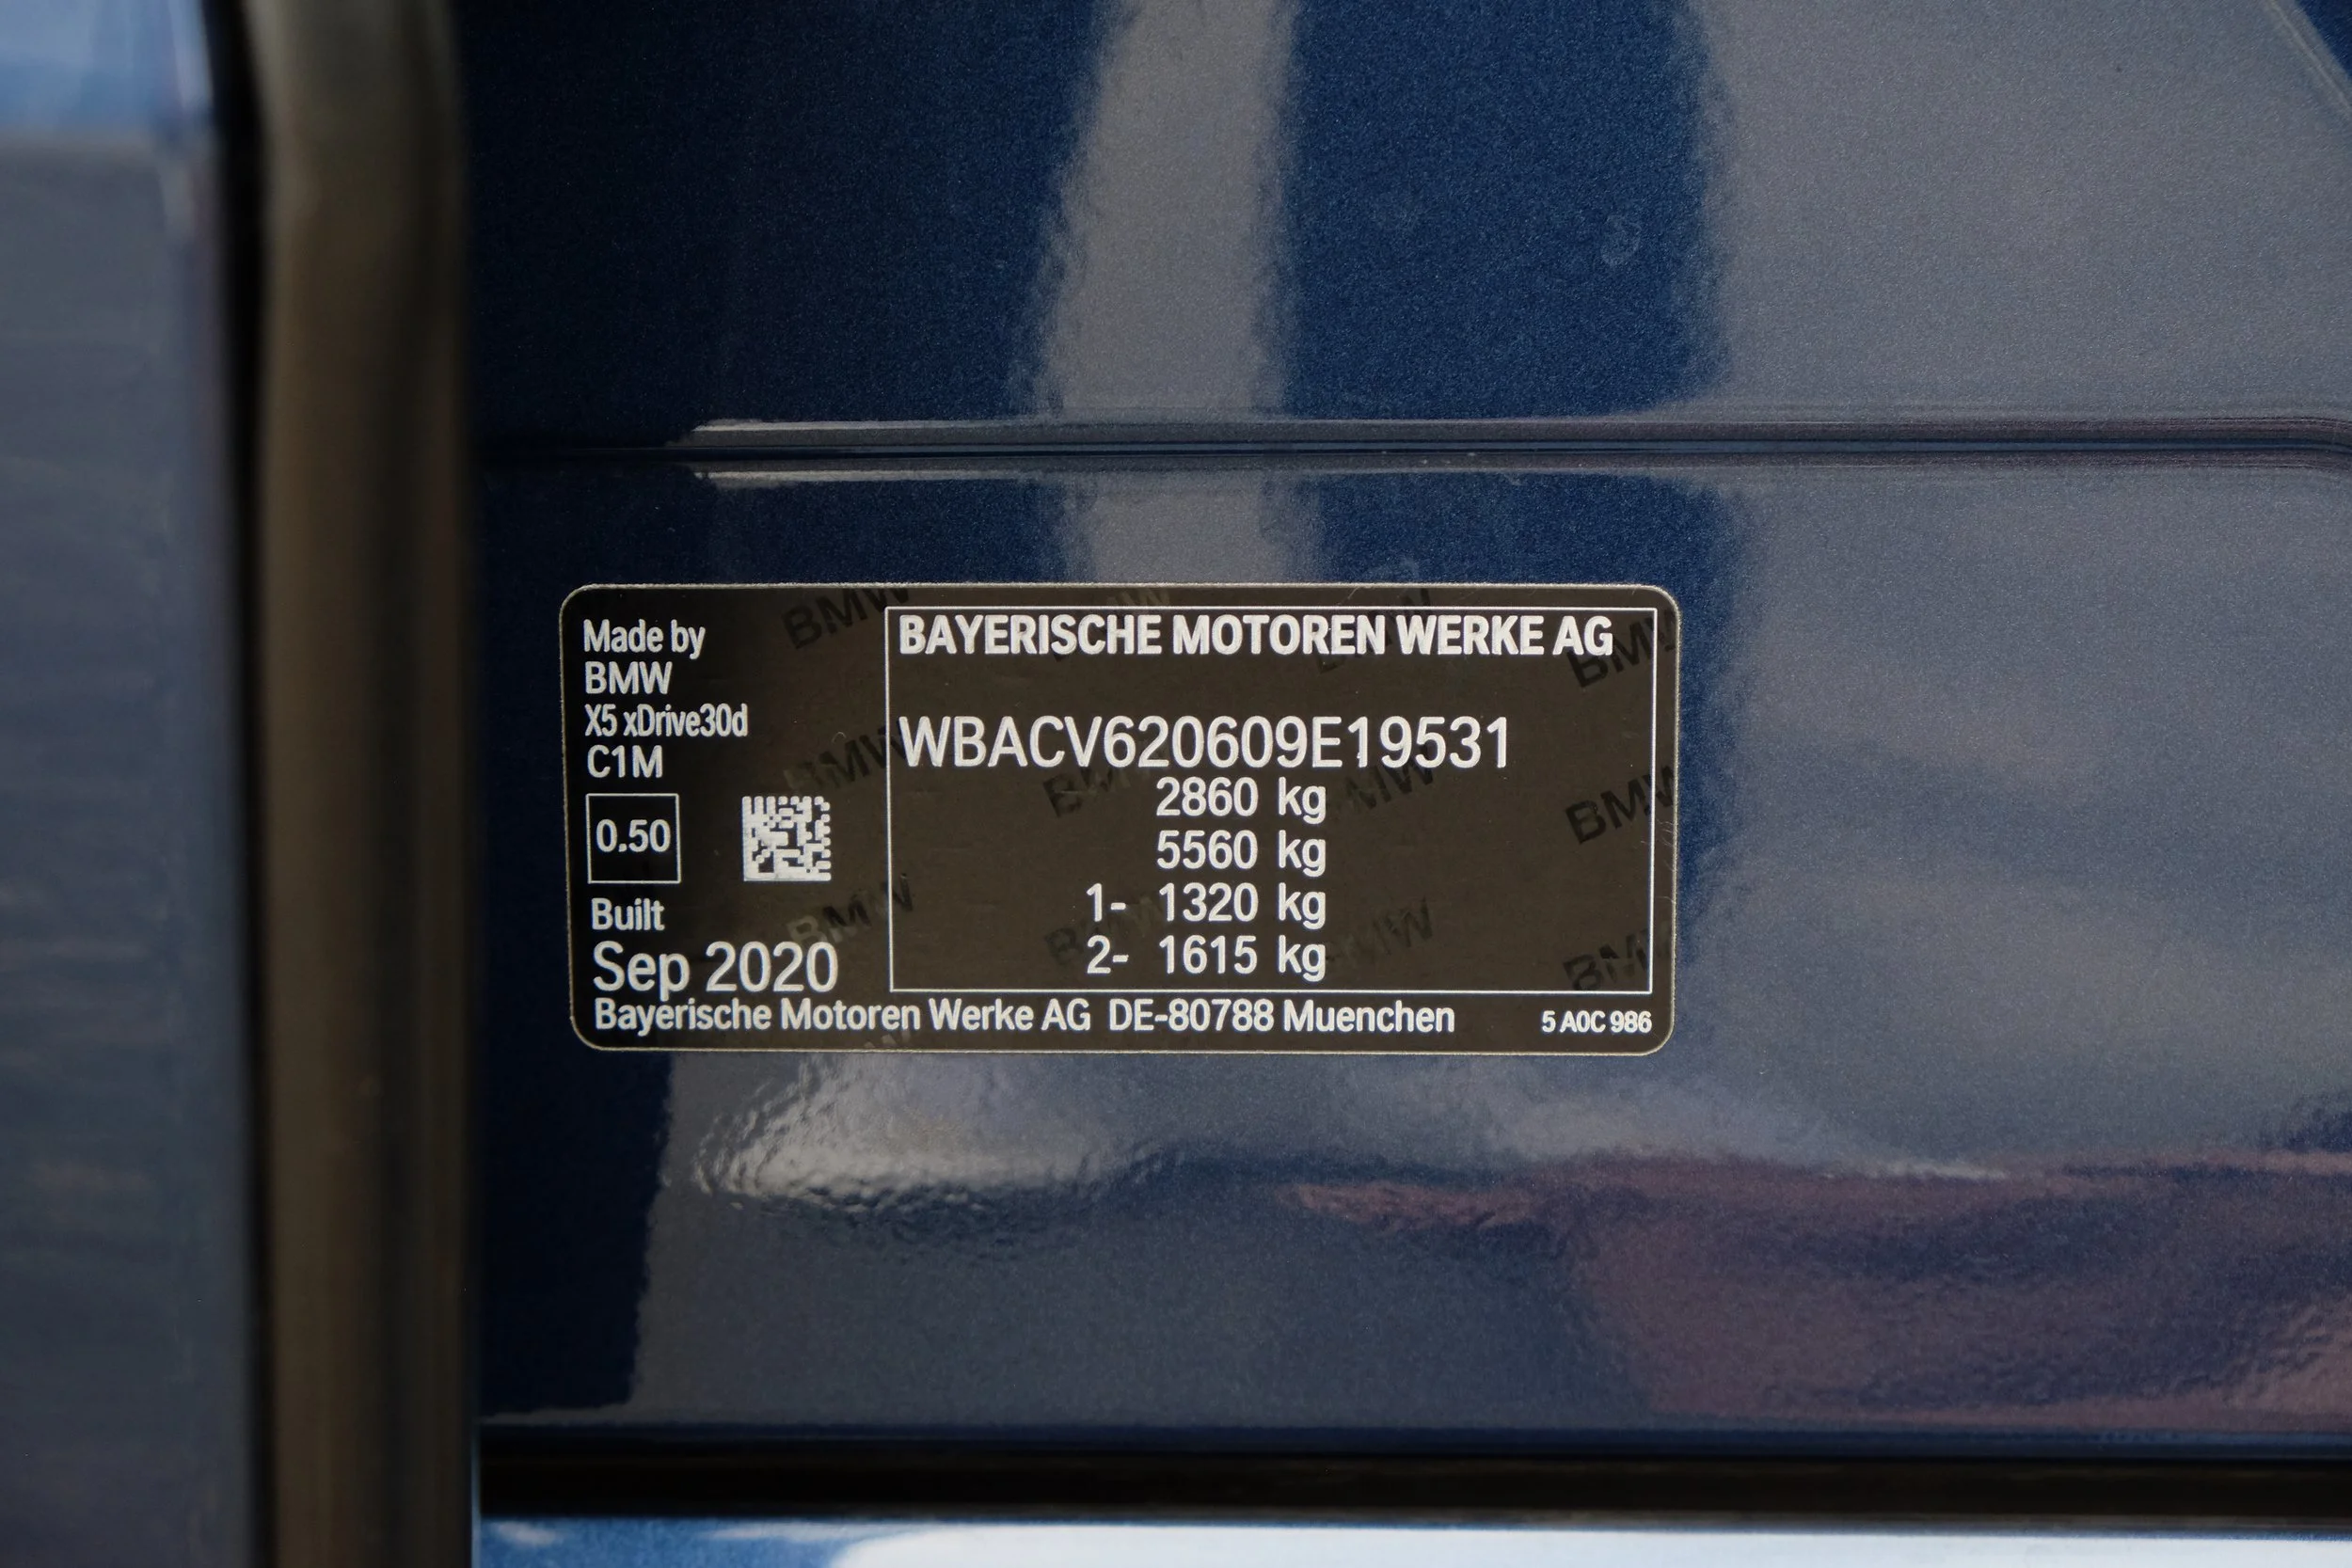 Made by
BMW
X5 xDrive30d
C1M
0.50
Built
Sep 2020
BAYERISCHE MOTOREN WERKE AG
WBACV620609E19531
2860 kg
5560 kg
1- 1320 kg
2- 1615 kg
Bayerische Motoren Werke AG DE-80788 Muenchen
5 A0C 986